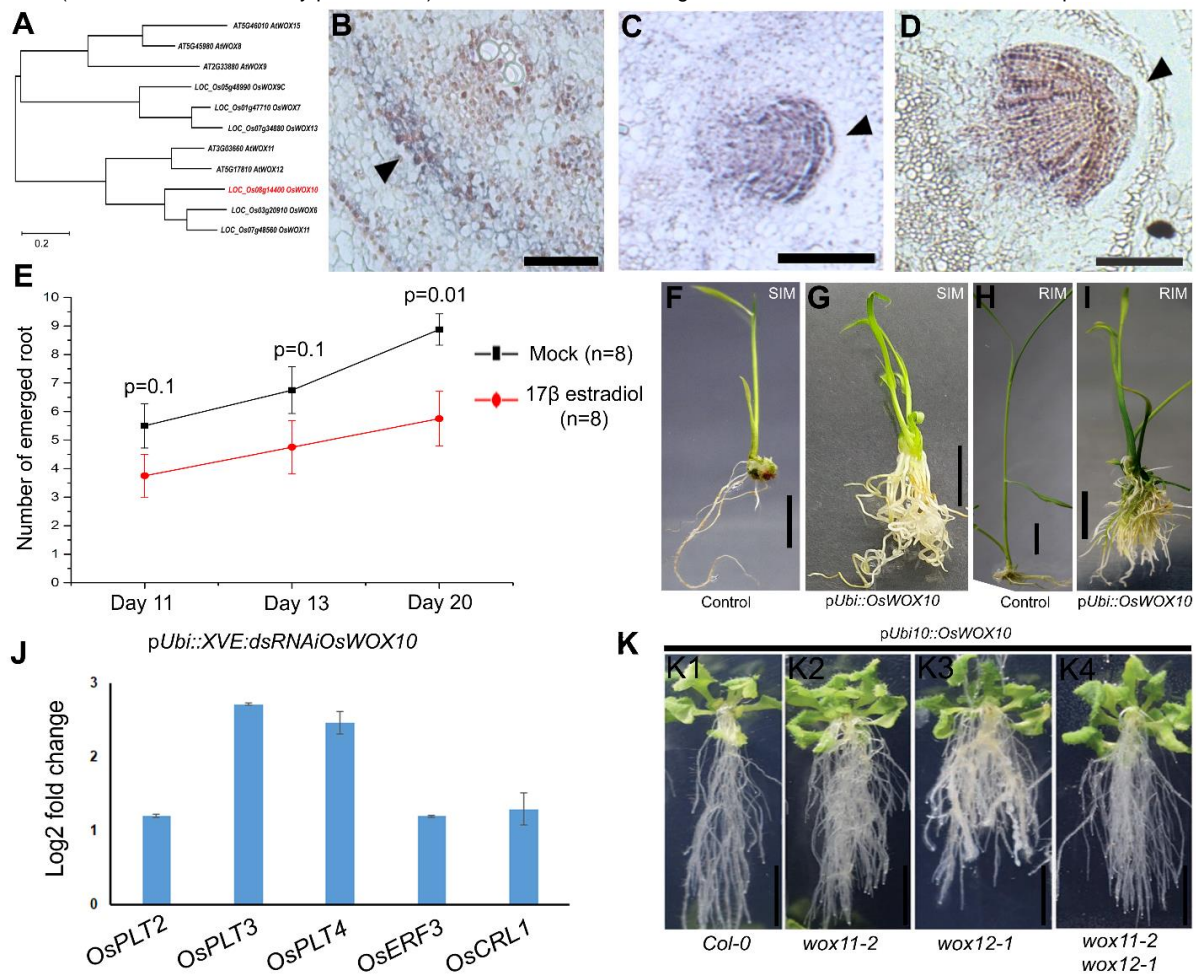 A
AT5G46010 AtWOX15
AT5G45980 AtWOX8
AT2G33880 AtWOX9
LOC_Os05g48990 OsWOX9C
LOC_Os01g47710 OsWOX7
LOC_Os07g34880 OsWOX13
AT3G03660 AtWOX11
AT5G17810 AtWOX12
LOC_Os08g14400 OsWOX10
LOC_Os03g20910 OsWOX6
LOC_Os07g48560 OsWOX11
0.2
B
C
D
E
Number of emerged root
10
9
8
7
6
5
4
3
2
1
0
p=0.1
p=0.1
p=0.01
Mock (n=8)
17β estradiol
(n=8)
Day 11
Day 13
Day 20
pUbi::XVE:dsRNAiOsWOX10
F
SIM
Control
G
SIM
pUbi::OsWOX10
H
RIM
Control
I
RIM
pUbi::OsWOX10
J
Log2 fold change
3
2
1
0
OsPLT2
OsPLT3
OsPLT4
OsERF3
OsCRL1
pUbi10::OsWOX10
K
K1
K2
K3
K4
Col-0
wox11-2
wox12-1
wox11-2
wox12-1